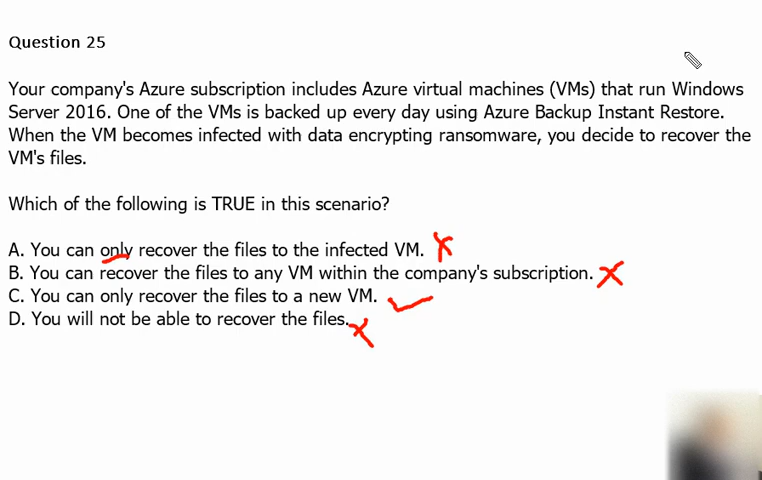 Question 25
Your company's Azure subscription includes Azure virtual machines (VMs) that run Windows
Server 2016. One of the VMs is backed up every day using Azure Backup Instant Restore.
When the VM becomes infected with data encrypting ransomware, you decide to recover the
VM's files.
Which of the following is TRUE in this scenario?
A. You can only recover the files to the infected VM.
B. You can recover the files to any VM within the company's subscription.
C. You can only recover the files to a new VM.
D. You will not be able to recover the files.